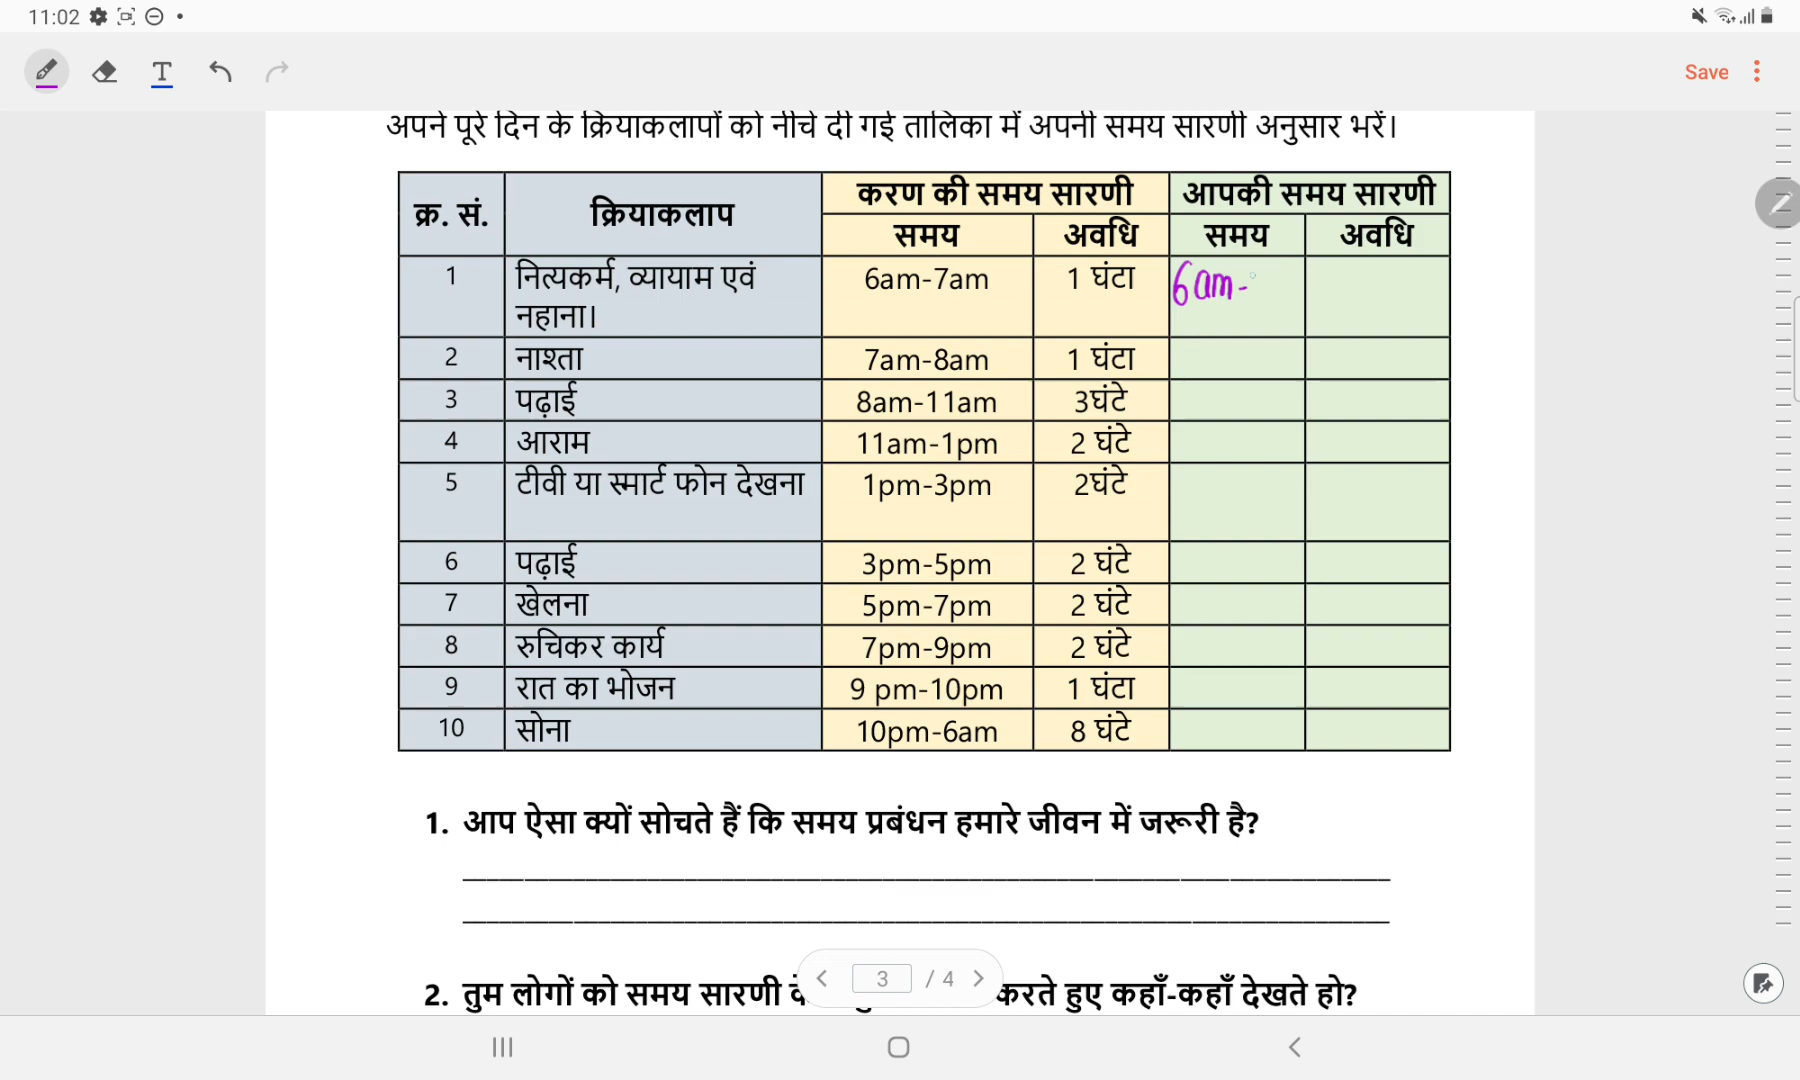 11:02
Save
अपने पूरे दिन के क्रियाकलापों को नीचे दी गई तालिका में अपनी समय सारणी अनुसार भरें।
क्र. सं. क्रियाकलाप करण की समय सारणी आपकी समय सारणी
समय अवधि समय अवधि
1 नित्यकर्म, व्यायाम एवं 6am-7am 1 घंटा 6am-
नहाना।
2 नाश्ता 7am-8am 1 घंटा
3 पढ़ाई 8am-11am 3घंटे
4 आराम 11am-1pm 2 घंटे
5 टीवी या स्मार्ट फोन देखना 1pm-3pm 2घंटे
6 पढ़ाई 3pm-5pm 2 घंटे
7 खेलना 5pm-7pm 2 घंटे
8 रुचिकर कार्य 7pm-9pm 2 घंटे
9 रात का भोजन 9 pm-10pm 1 घंटा
10 सोना 10pm-6am 8 घंटे
1. आप ऐसा क्यों सोचते हैं कि समय प्रबंधन हमारे जीवन में जरूरी है?
2. तुम लोगों को समय सारणी करते हुए कहाँ-कहाँ देखते हो?
3 / 4